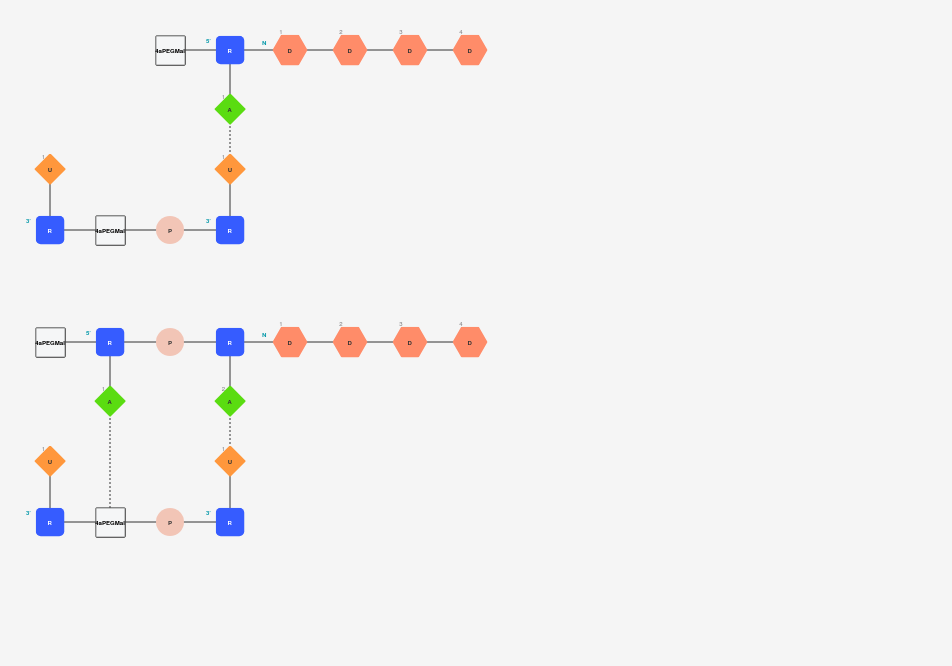 1 2 3 4
4aPEGMal 5' R N D D D D
1
A
1 1
U U
3' R 4aPEGMal P 3' R
1 2 3 4
4aPEGMal 5' R P R N D D D D
1 2
A A
1 1
U U
3' R 4aPEGMal P 3' R